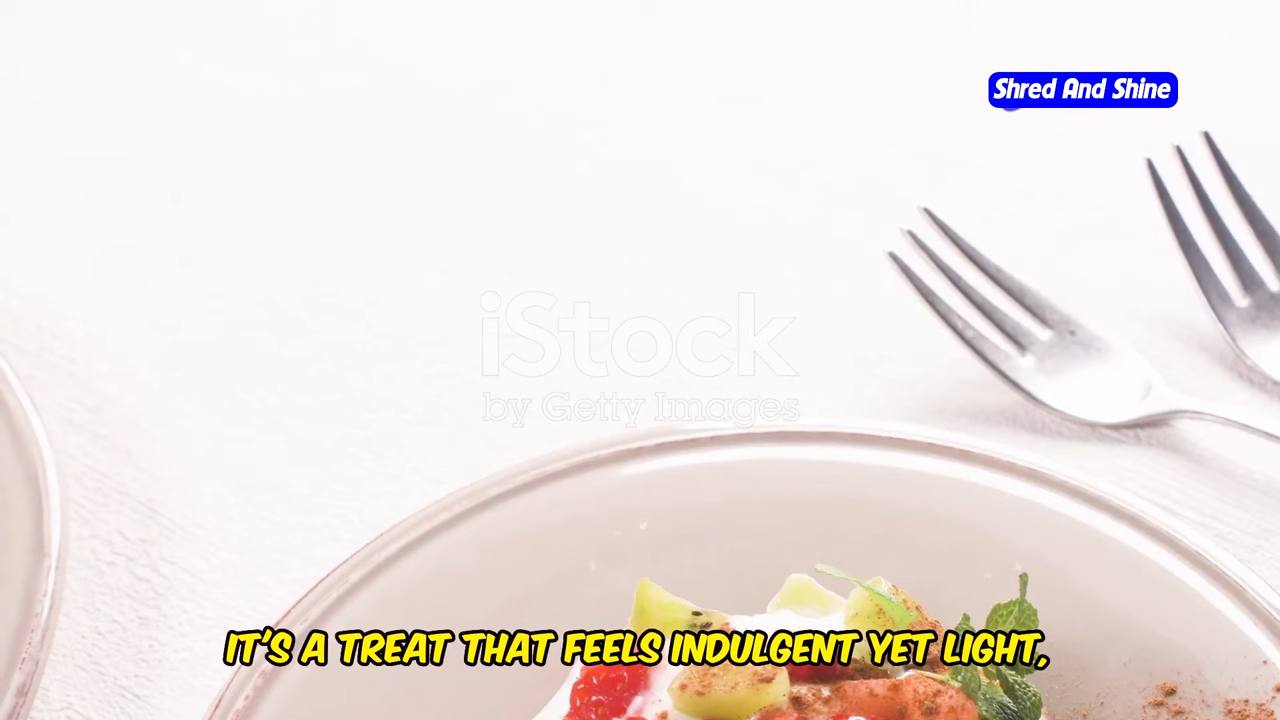 Shred And Shine
iStock
by Getty Images
IT'S A TREAT THAT FEELS INDULGENT YET LIGHT,